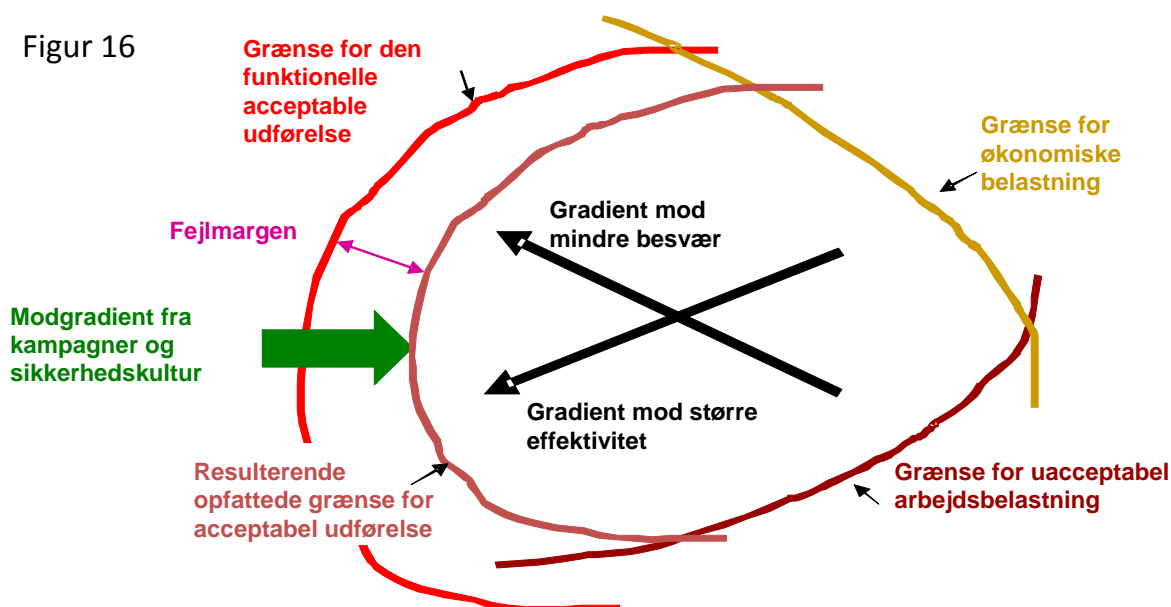 Figur 16
Grænse for den
funktionelle
acceptable
udførelse
Grænse for
økonomiske
belastning
Fejlmargen
Gradient mod
mindre besvær
Modgradient fra
kampagner og
sikkerhedskultur
Gradient mod større
effektivitet
Resulterende
opfattede grænse for
acceptabel udførelse
Grænse for uacceptabel
arbejdsbelastning